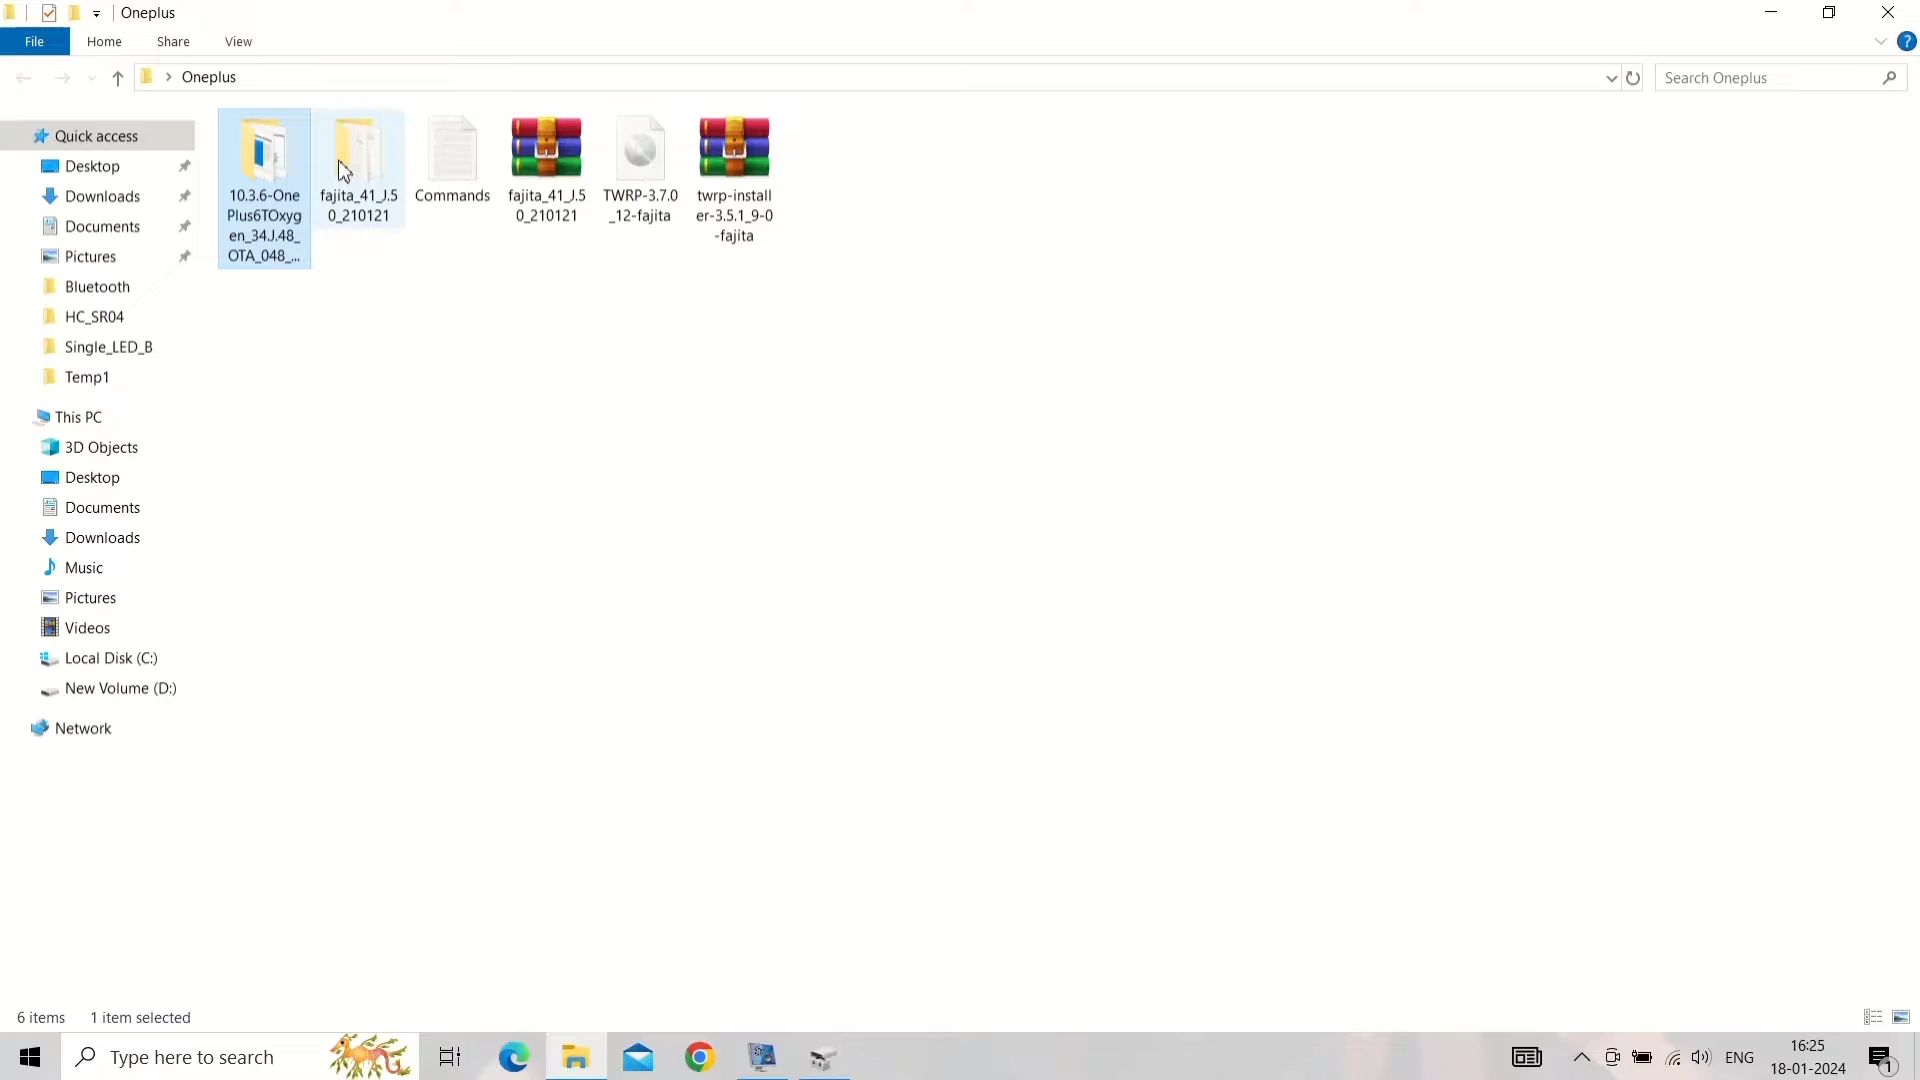 Oneplus
File Home Share View
Oneplus
Search Oneplus
Quick access
Desktop
Downloads
Documents
Pictures
Bluetooth
HC_SR04
Single_LED_B
Temp1
This PC
3D Objects
Desktop
Documents
Downloads
Music
Pictures
Videos
Local Disk (C:)
New Volume (D:)
Network
10.3.6-One
Plus6TOxyg
en_34.J.48_
OTA_048_...
fajita_41_J.5
0_210121
Commands
fajita_41_J.5
0_210121
TWRP-3.7.0
_12-fajita
twrp-install
er-3.5.1_9-0
-fajita
6 items 1 item selected
Type here to search
ENG
16:25
18-01-2024
1